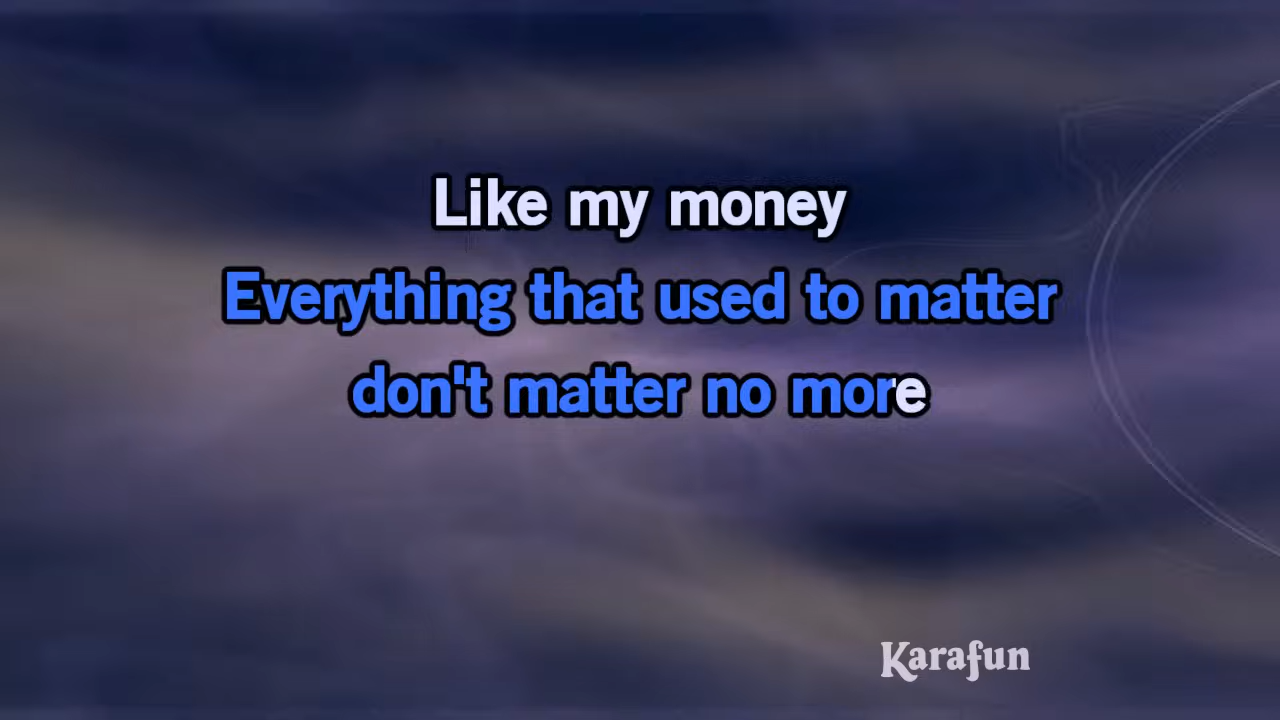 Like my money
Everything that used to matter
don't matter no more
Karafun